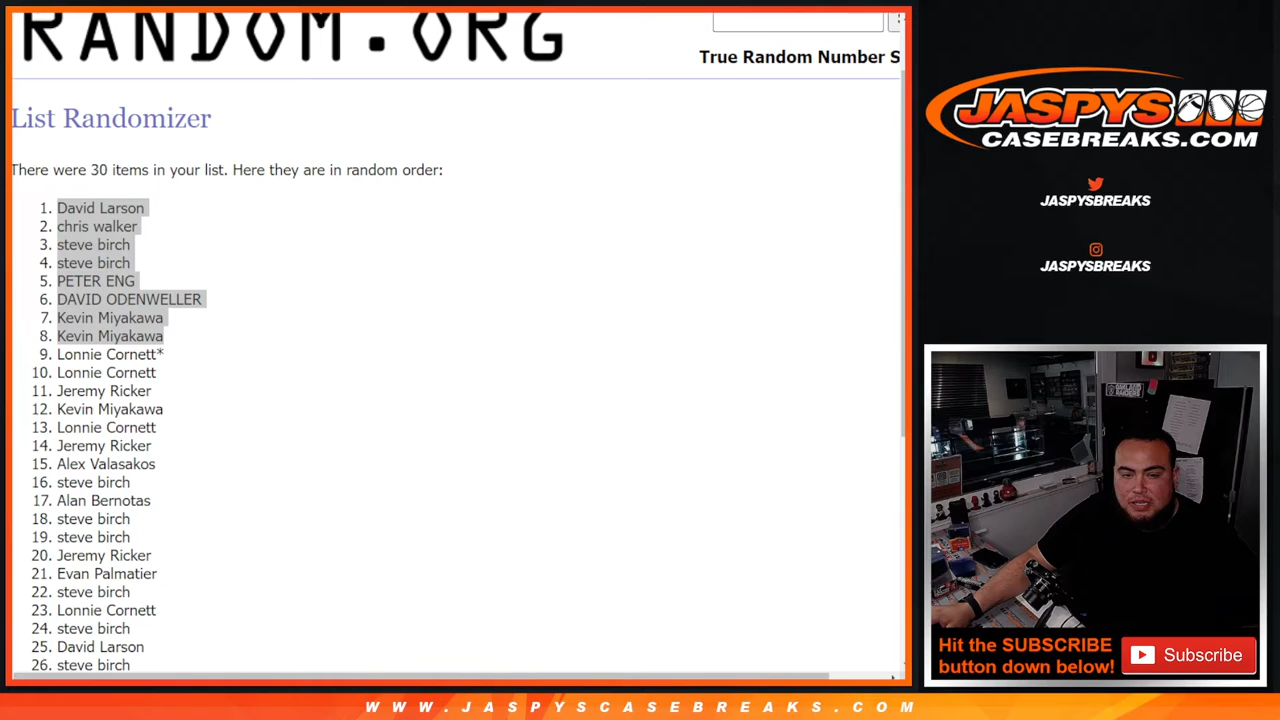 RANDOM.ORG
True Random Number S
List Randomizer
There were 30 items in your list. Here they are in random order:
1. David Larson
2. chris walker
3. steve birch
4. steve birch
5. PETER ENG
6. DAVID ODENWELLER
7. Kevin Miyakawa
8. Kevin Miyakawa
9. Lonnie Cornett*
10. Lonnie Cornett
11. Jeremy Ricker
12. Kevin Miyakawa
13. Lonnie Cornett
14. Jeremy Ricker
15. Alex Valasakos
16. steve birch
17. Alan Bernotas
18. steve birch
19. steve birch
20. Jeremy Ricker
21. Evan Palmatier
22. steve birch
23. Lonnie Cornett
24. steve birch
25. David Larson
26. steve birch
JASPYS
CASEBREAKS.COM
JASPYSBREAKS
JASPYSBREAKS
Hit the SUBSCRIBE
button down below!
Subscribe
WWW.JASPYSCASEBREAKS.COM